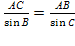 AC/sin B = AB/sin C